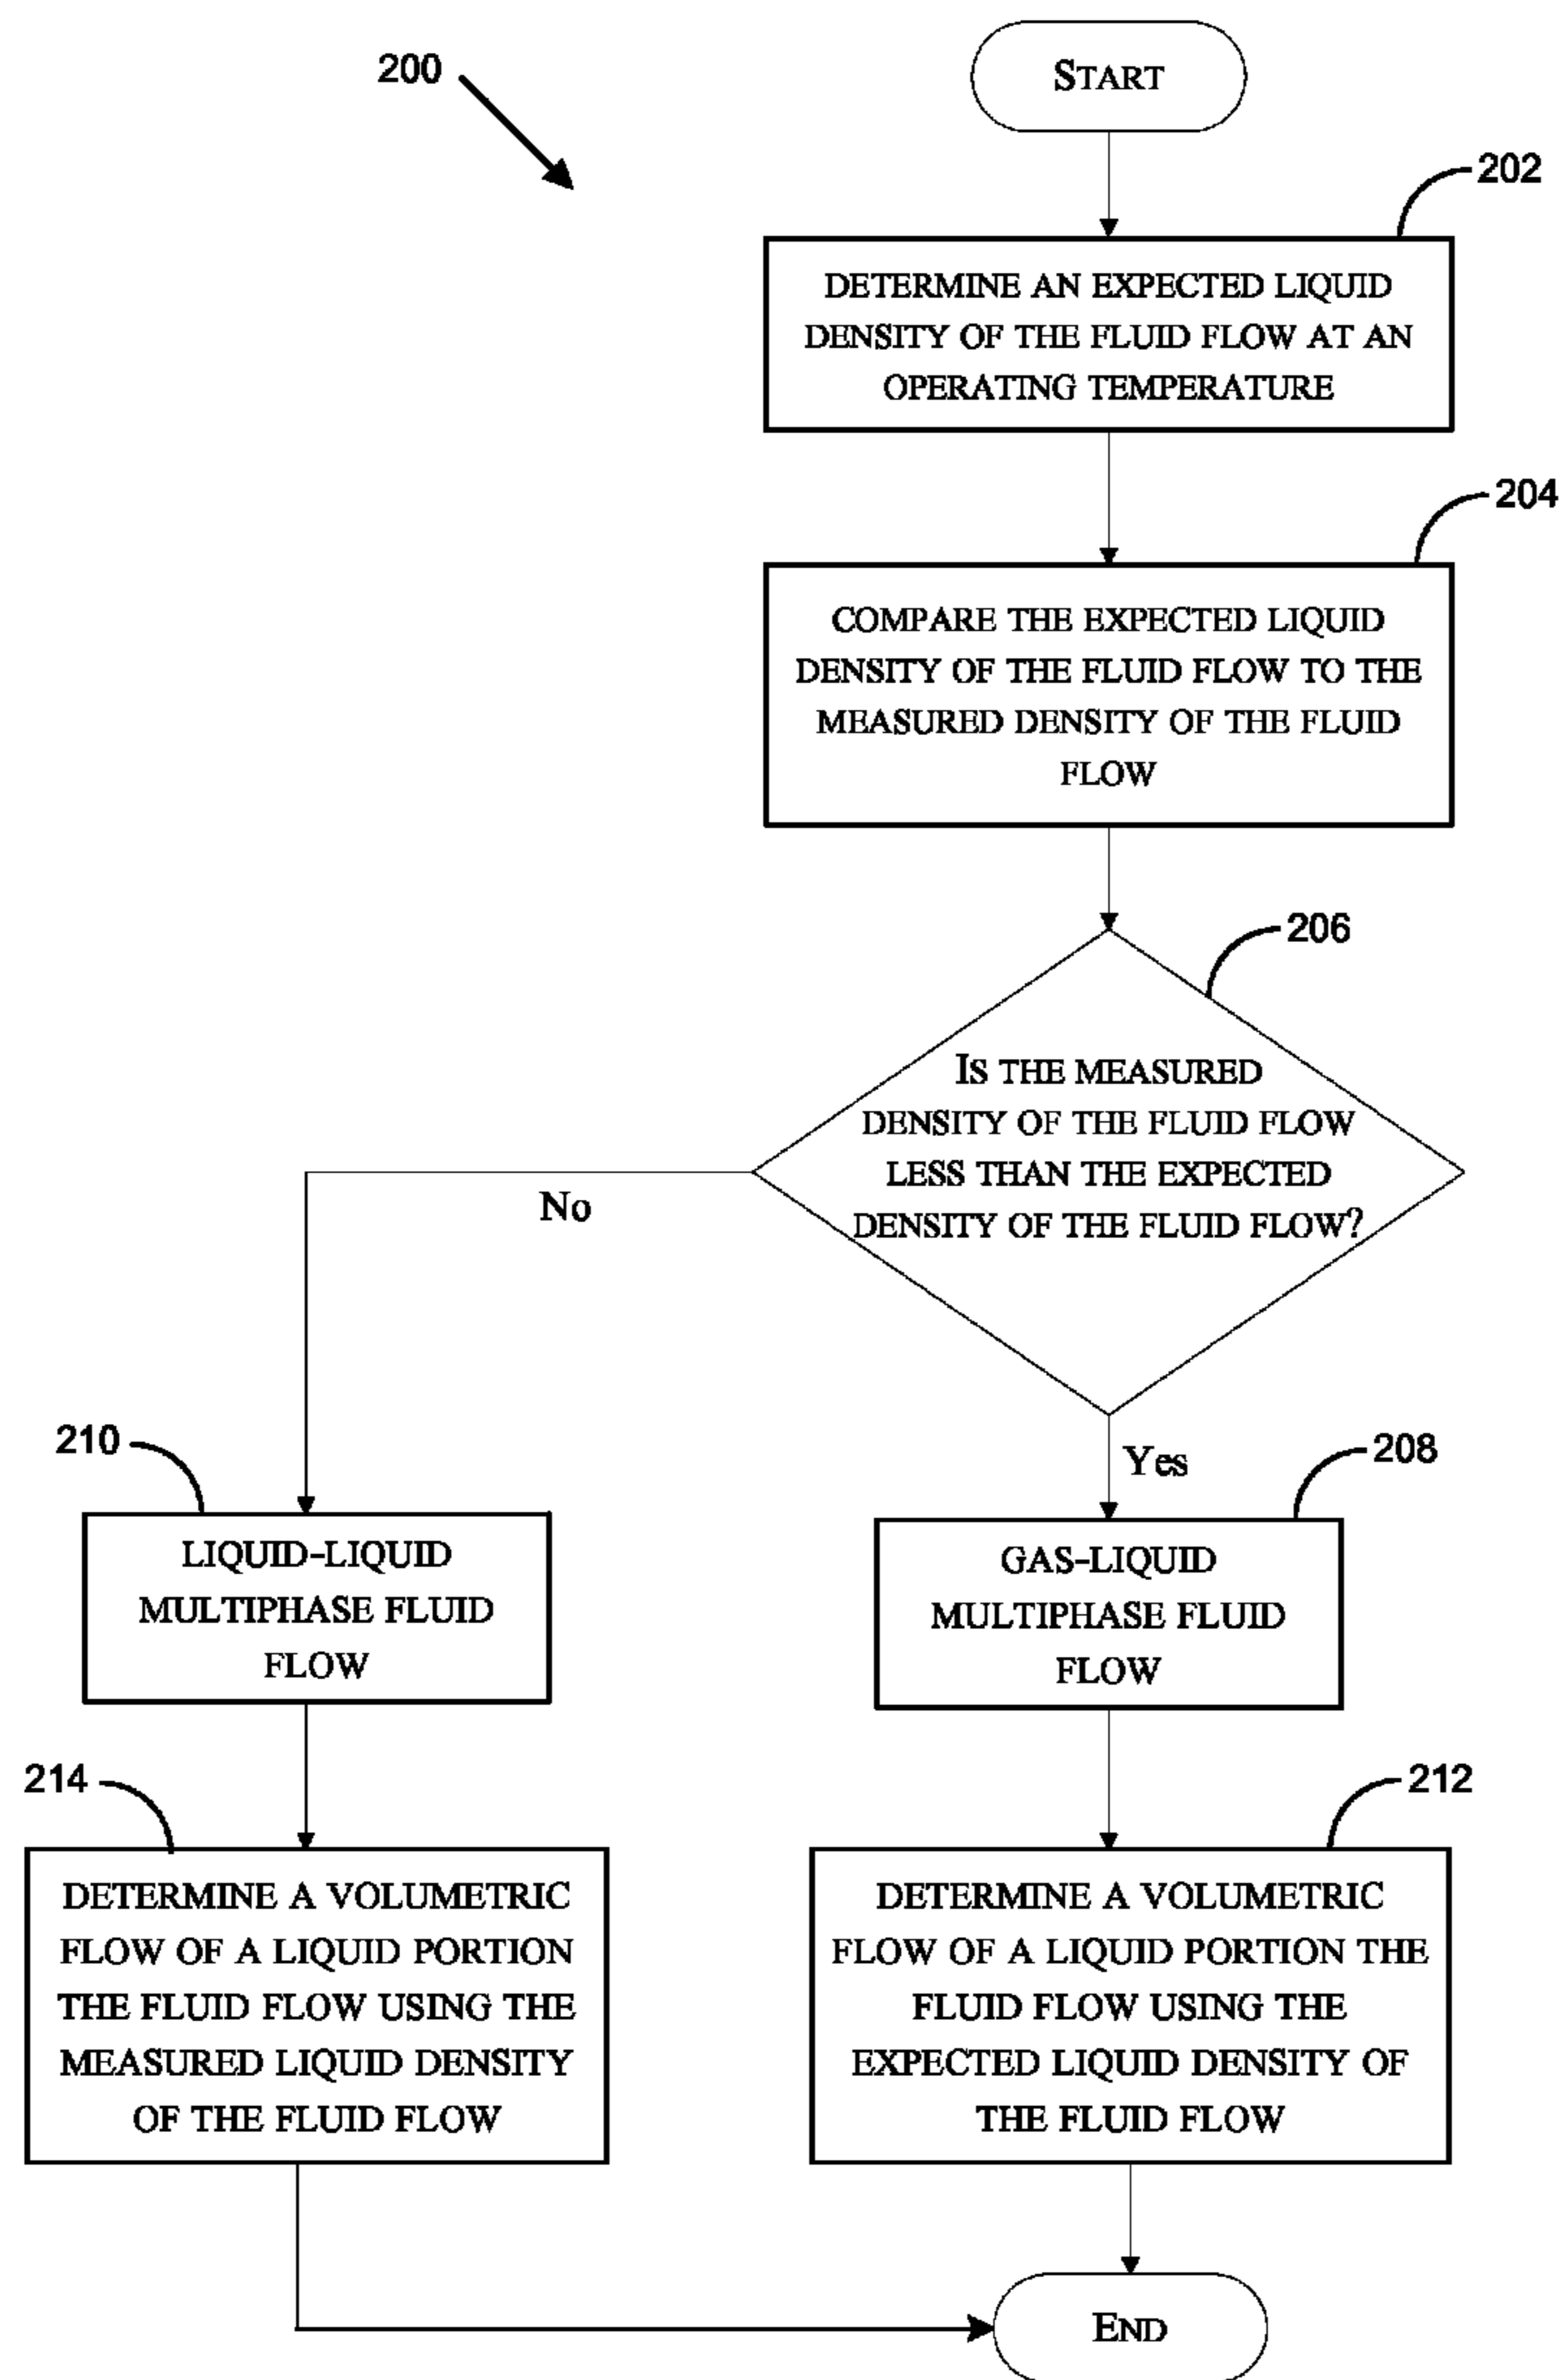 200
START
202
DETERMINE AN EXPECTED LIQUID
DENSITY OF THE FLUID FLOW AT AN
OPERATING TEMPERATURE
204
COMPARE THE EXPECTED LIQUID
DENSITY OF THE FLUID FLOW TO THE
MEASURED DENSITY OF THE FLUID
FLOW
206
IS THE MEASURED
DENSITY OF THE FLUID FLOW
LESS THAN THE EXPECTED
DENSITY OF THE FLUID FLOW?
No
Yes
210
LIQUID-LIQUID
MULTIPHASE FLUID
FLOW
208
GAS-LIQUID
MULTIPHASE FLUID
FLOW
214
DETERMINE A VOLUMETRIC
FLOW OF A LIQUID PORTION
THE FLUID FLOW USING THE
MEASURED LIQUID DENSITY
OF THE FLUID FLOW
212
DETERMINE A VOLUMETRIC
FLOW OF A LIQUID PORTION THE
FLUID FLOW USING THE
EXPECTED LIQUID DENSITY OF
THE FLUID FLOW
END